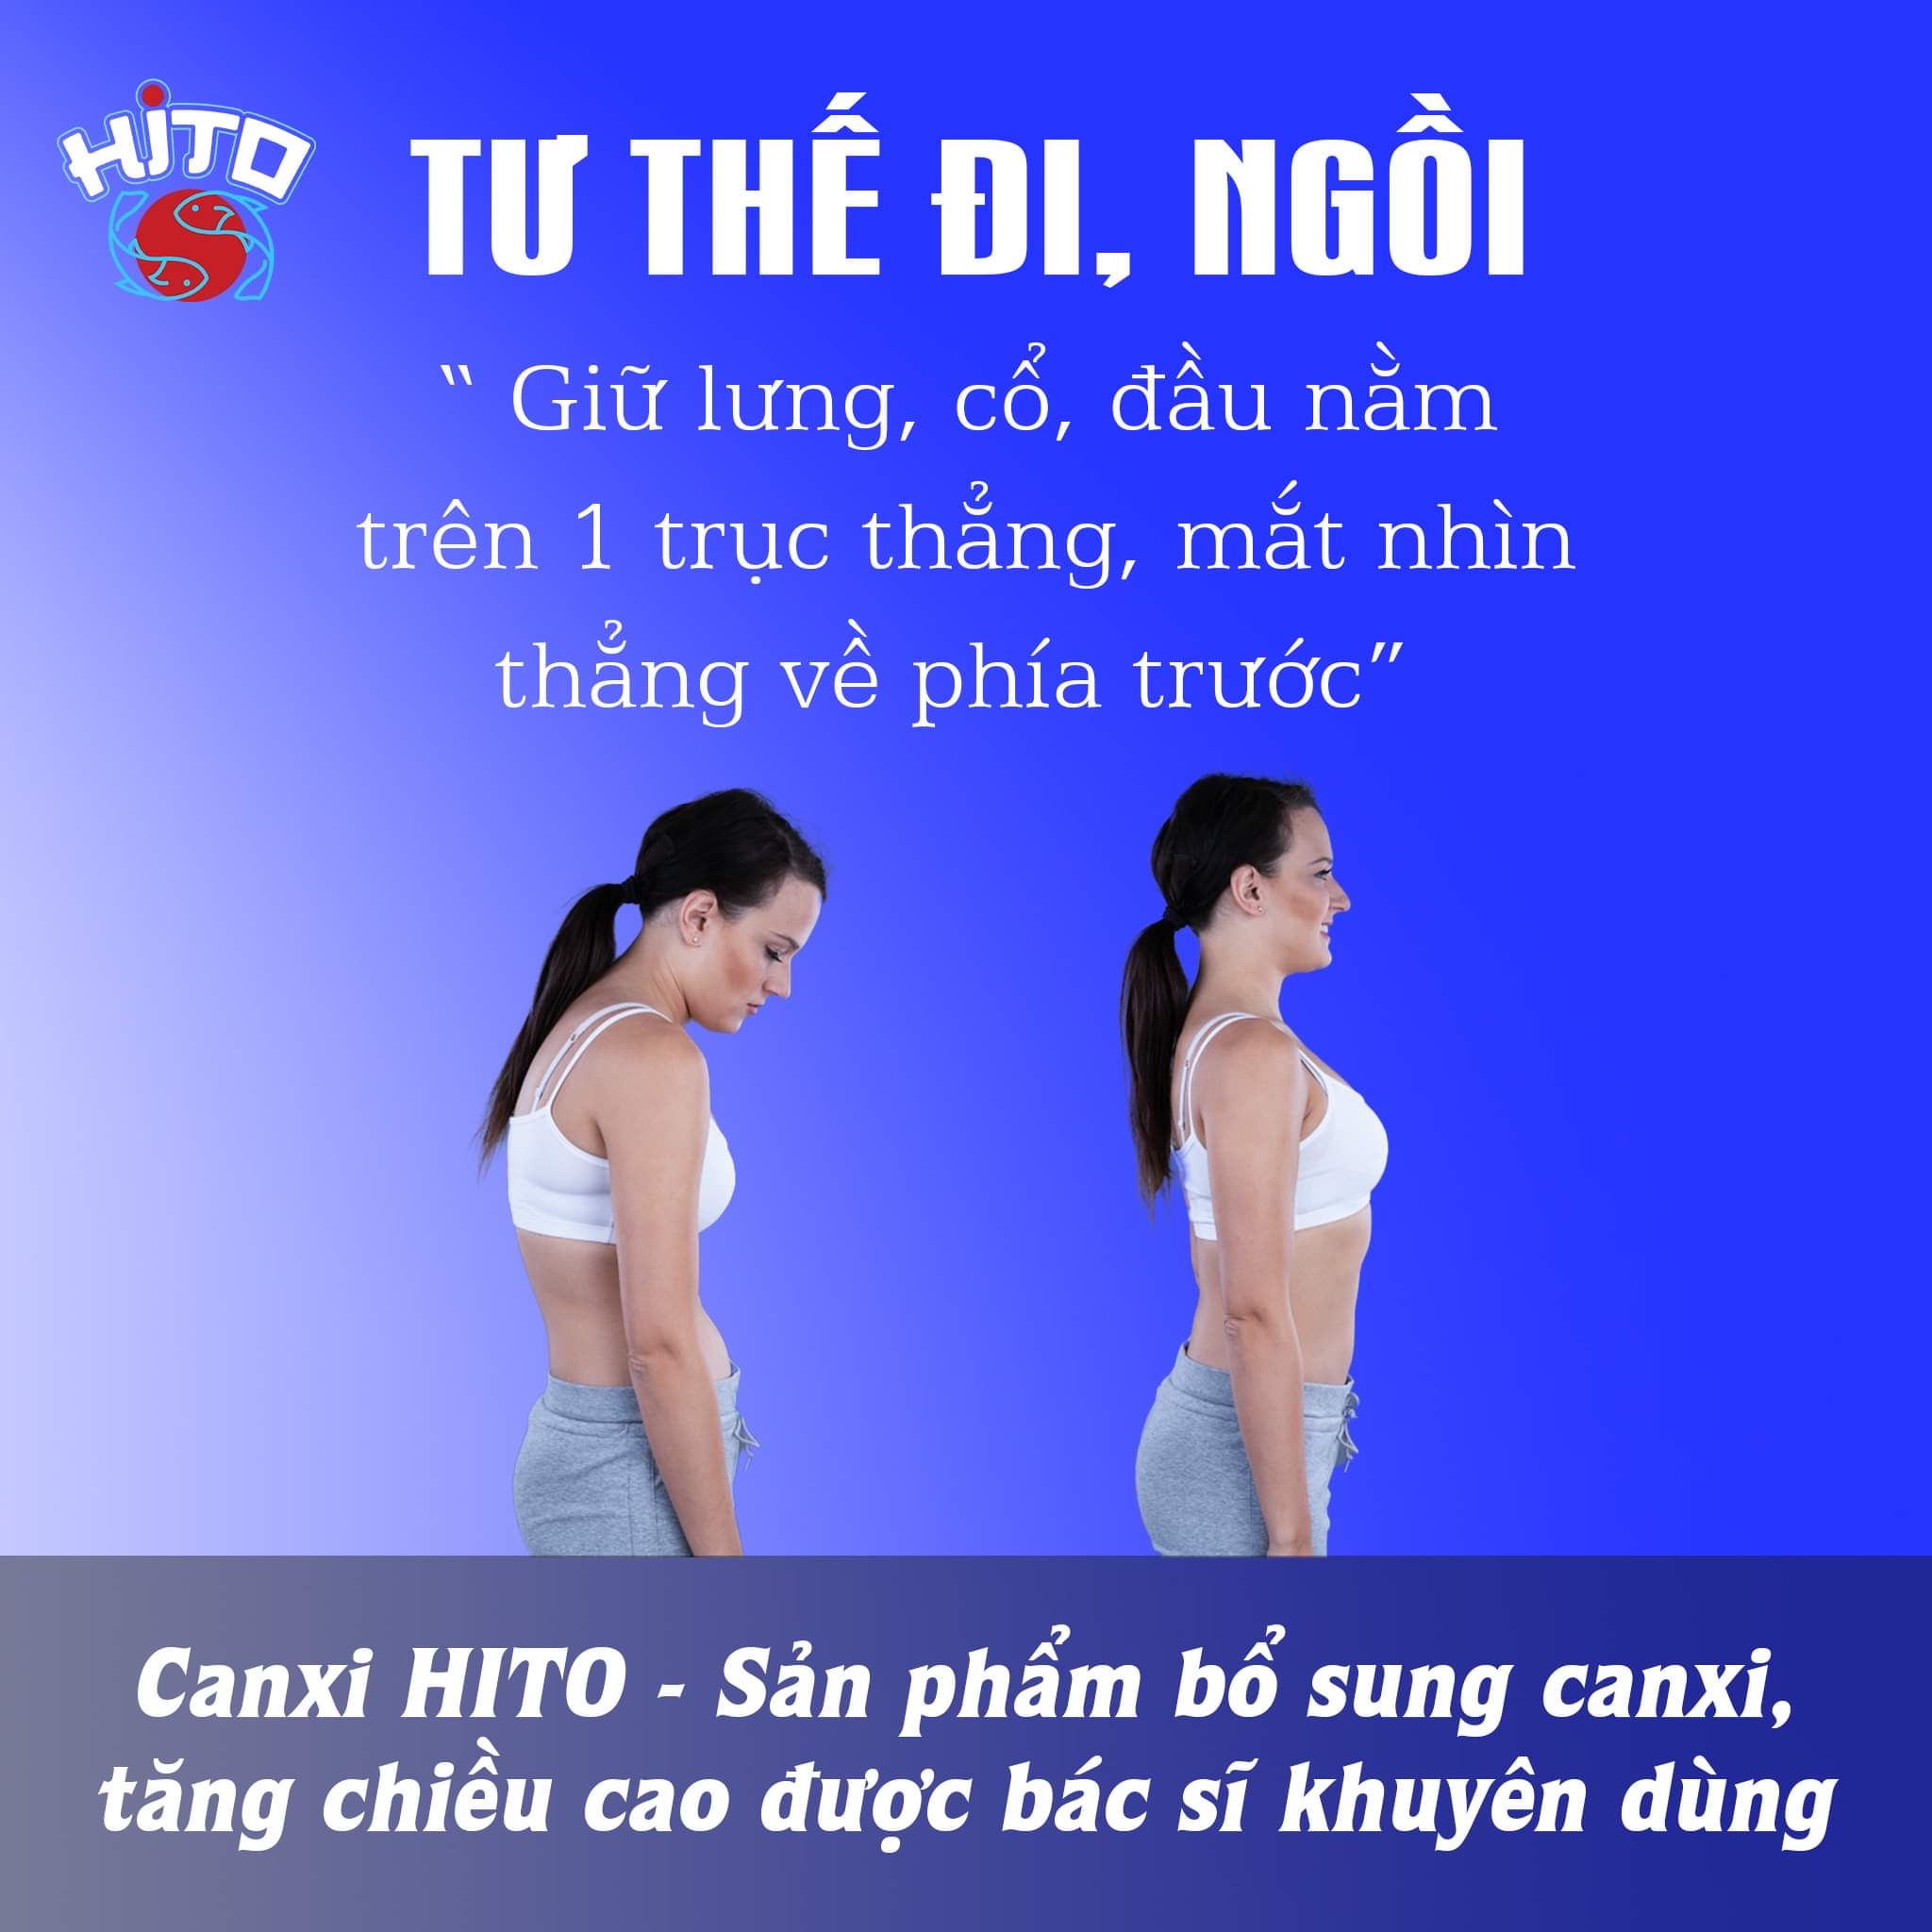 HITO
TƯ THẾ ĐI, NGỒI
“ Giữ lưng, cổ, đầu nằm
trên 1 trục thẳng, mắt nhìn
thẳng về phía trước”
Canxi HITO - Sản phẩm bổ sung canxi,
tăng chiều cao được bác sĩ khuyên dùng